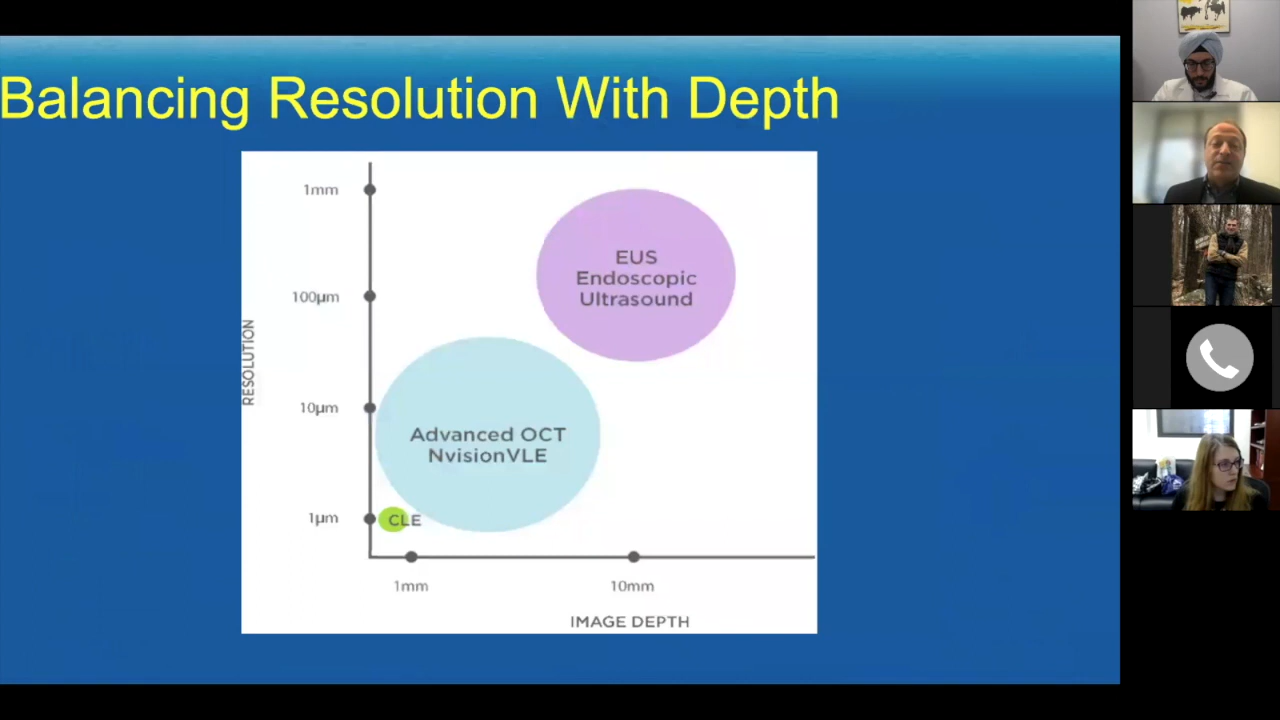 Balancing Resolution With Depth
1mm
EUS
Endoscopic
Ultrasound
100µm
RESOLUTION
10µm
Advanced OCT
NvisionVLE
1µm
CLE
1mm
10mm
IMAGE DEPTH